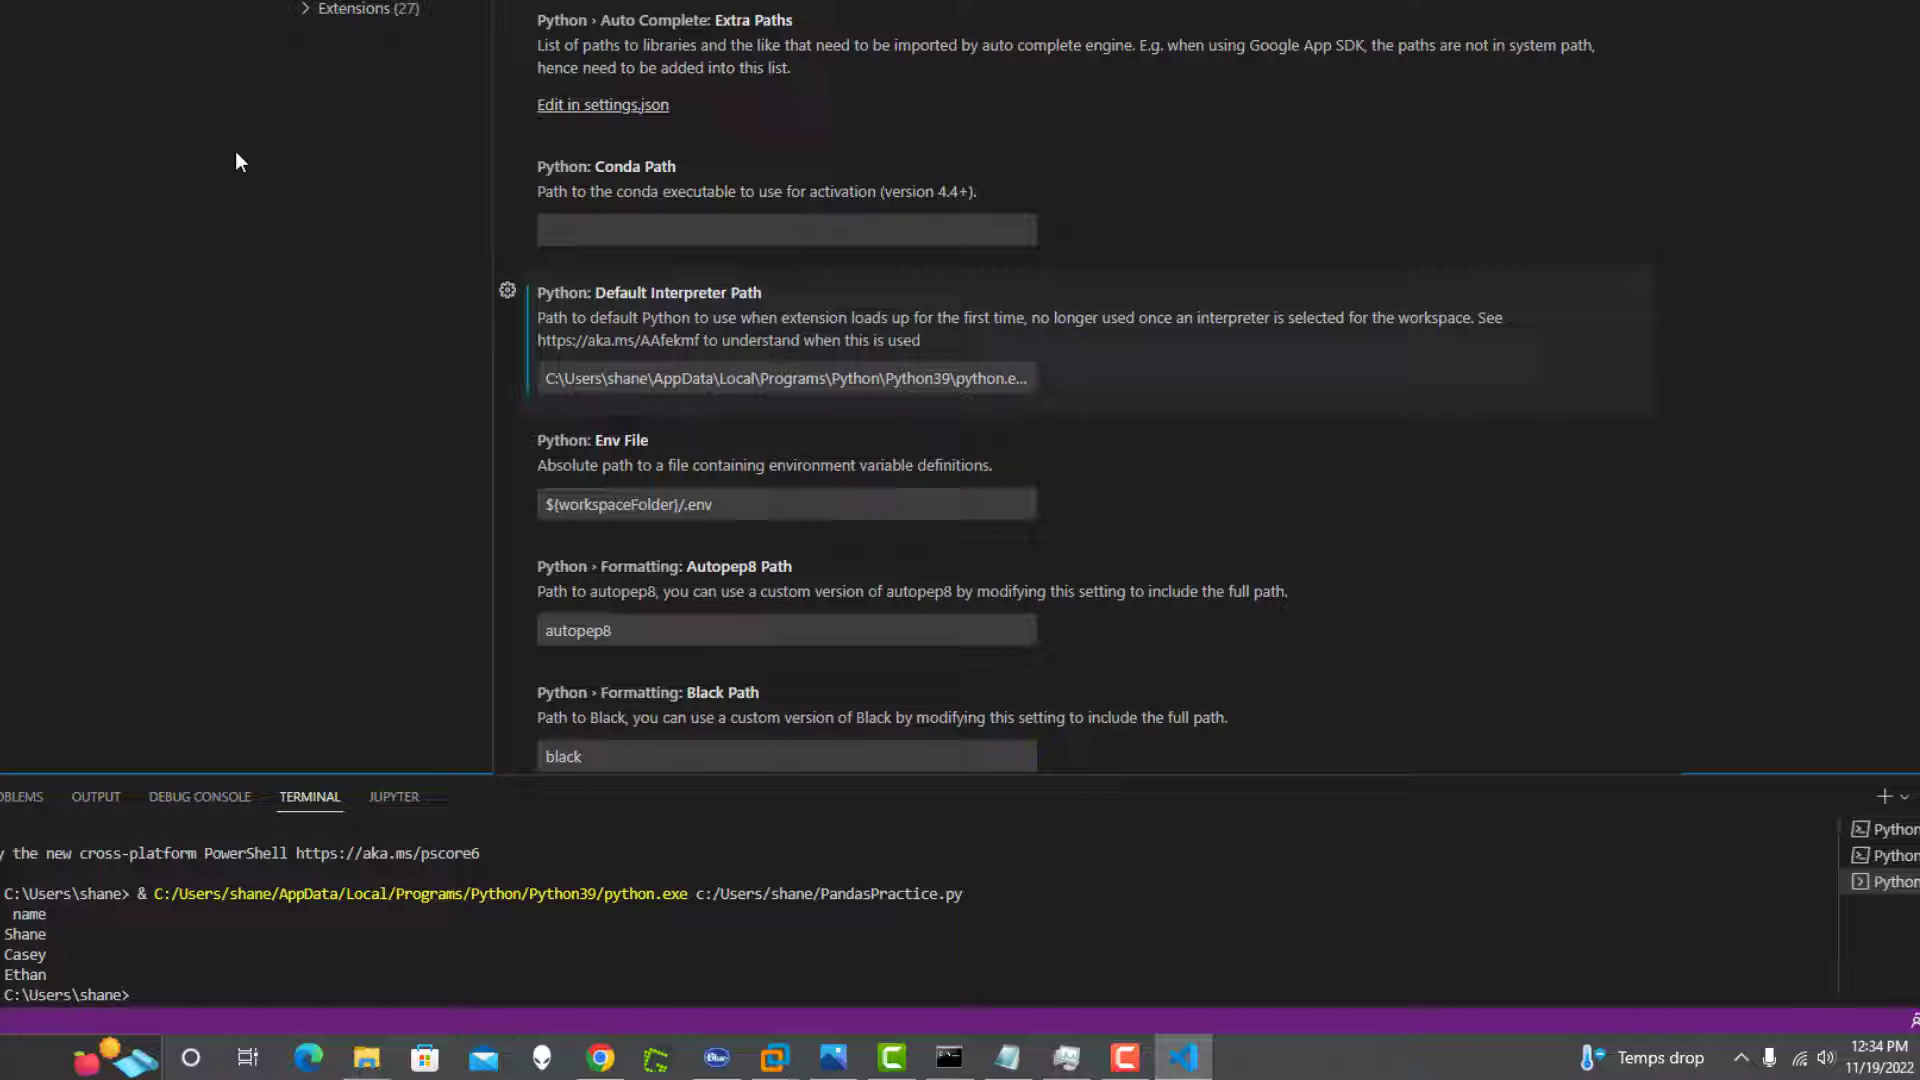 Extensions (27)
Python › Auto Complete: Extra Paths
List of paths to libraries and the like that need to be imported by auto complete engine. E.g. when using Google App SDK, the paths are not in system path,
hence need to be added into this list.
Edit in settings.json
Python: Conda Path
Path to the conda executable to use for activation (version 4.4+).
Python: Default Interpreter Path
Path to default Python to use when extension loads up for the first time, no longer used once an interpreter is selected for the workspace. See
https://aka.ms/AAfekmf to understand when this is used
C:\Users\shane\AppData\Local\Programs\Python\Python39\python.e...
Python: Env File
Absolute path to a file containing environment variable definitions.
${workspaceFolder}/.env
Python › Formatting: Autopep8 Path
Path to autopep8, you can use a custom version of autopep8 by modifying this setting to include the full path.
autopep8
Python › Formatting: Black Path
Path to Black, you can use a custom version of Black by modifying this setting to include the full path.
black
OBLEMS OUTPUT DEBUG CONSOLE TERMINAL JUPYTER
y the new cross-platform PowerShell https://aka.ms/pscore6
C:\Users\shane> & C:/Users/shane/AppData/Local/Programs/Python/Python39/python.exe c:/Users/shane/PandasPractice.py
name
Shane
Casey
Ethan
C:\Users\shane>
Python
Python
Python
Blue
Temps drop
12:34 PM
11/19/2022